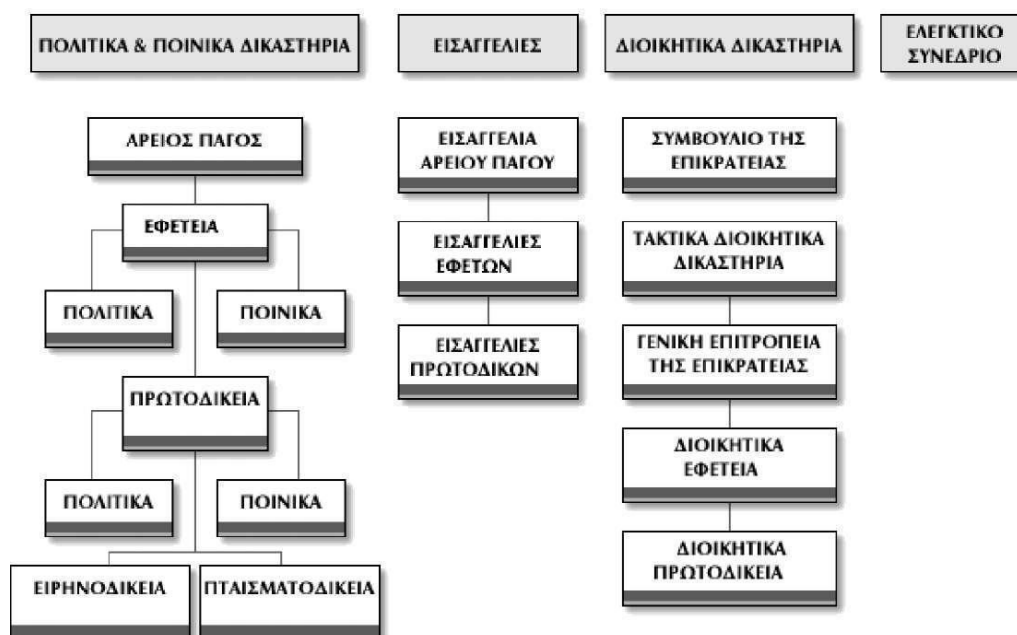 ΠΟΛΙΤΙΚΑ & ΠΟΙΝΙΚΑ ΔΙΚΑΣΤΗΡΙΑ
ΑΡΕΙΟΣ ΠΑΓΟΣ
ΕΦΕΤΕΙΑ
ΠΟΛΙΤΙΚΑ
ΠΟΙΝΙΚΑ
ΠΡΩΤΟΔΙΚΕΙΑ
ΠΟΛΙΤΙΚΑ
ΠΟΙΝΙΚΑ
ΕΙΡΗΝΟΔΙΚΕΙΑ
ΠΤΑΙΣΜΑΤΟΔΙΚΕΙΑ
ΕΙΣΑΓΓΕΛΙΕΣ
ΕΙΣΑΓΓΕΛΙΑ
ΑΡΕΙΟΥ ΠΑΓΟΥ
ΕΙΣΑΓΓΕΛΙΕΣ
ΕΦΕΤΩΝ
ΕΙΣΑΓΓΕΛΙΕΣ
ΠΡΩΤΟΔΙΚΩΝ
ΔΙΟΙΚΗΤΙΚΑ ΔΙΚΑΣΤΗΡΙΑ
ΣΥΜΒΟΥΛΙΟ ΤΗΣ
ΕΠΙΚΡΑΤΕΙΑΣ
ΤΑΚΤΙΚΑ ΔΙΟΙΚΗΤΙΚΑ
ΔΙΚΑΣΤΗΡΙΑ
ΓΕΝΙΚΗ ΕΠΙΤΡΟΠΕΙΑ
ΤΗΣ ΕΠΙΚΡΑΤΕΙΑΣ
ΔΙΟΙΚΗΤΙΚΑ
ΕΦΕΤΕΙΑ
ΔΙΟΙΚΗΤΙΚΑ
ΠΡΩΤΟΔΙΚΕΙΑ
ΕΛΕΓΚΤΙΚΟ
ΣΥΝΕΔΡΙΟ